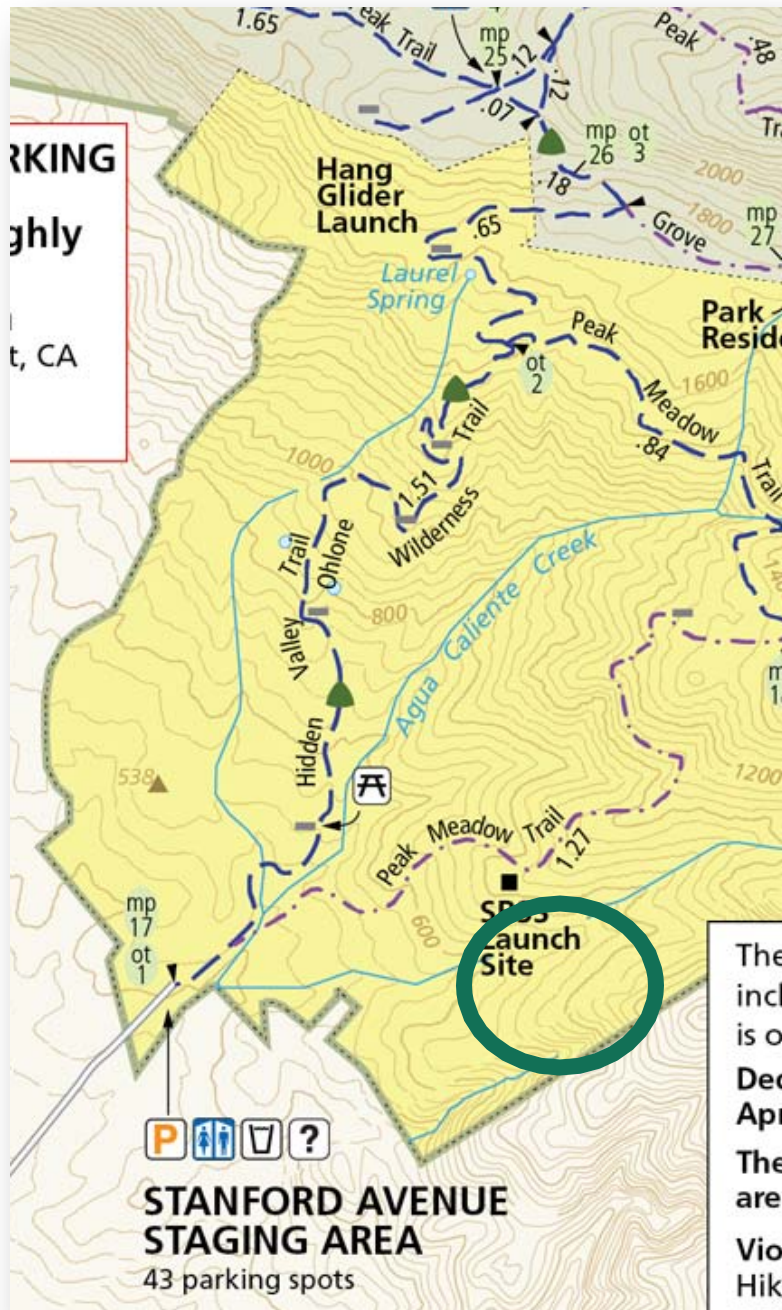 1.65
Peak Trail
mp
25
.12
.12
.07
Peak
.48
RKING
ghly
t, CA
Hang
Glider
Launch
mp ot
26 3
.18
2000
1800
Grove
mp
27
.65
Laurel
Spring
Park
Peak
ot
2
1600
Meadow
.84
Trail
Trail
1.51
Wilderness
1000
Trail
Ohlone
800
Valley
Hidden
Agua Caliente Creek
538
1200
Peak Meadow Trail
1.27
600
Launch
Site
mp
17
ot
1
The
incl
is o
Dec
Apr
The
are
Vio
Hik
P
?
STANFORD AVENUE
STAGING AREA
43 parking spots